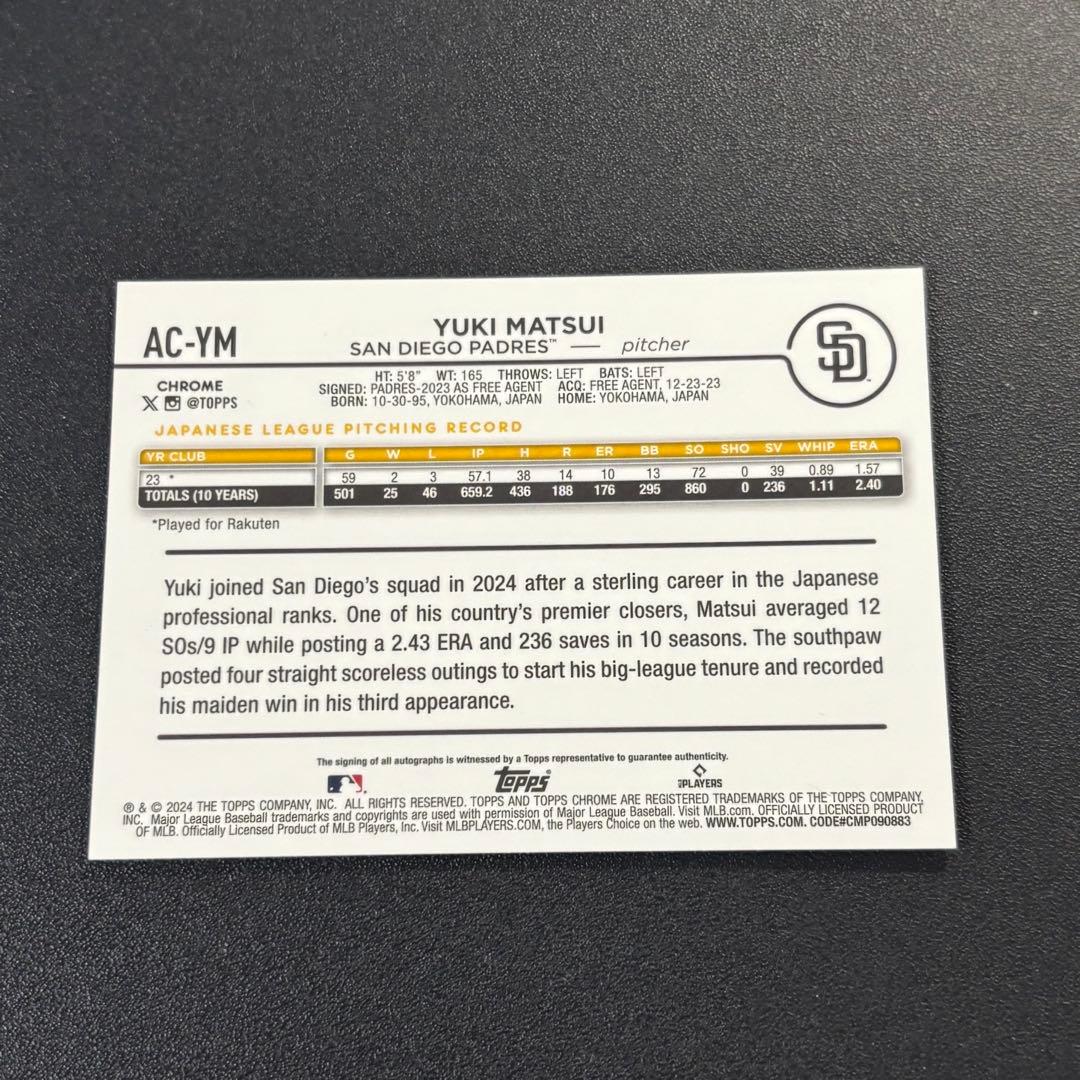 AC-YM
YUKI MATSUI
SAN DIEGO PADRES™ — pitcher
SD
CHROME
@TOPPS
HT: 5'8" WT: 165 THROWS: LEFT BATS: LEFT
SIGNED: PADRES-2023 AS FREE AGENT ACQ: FREE AGENT, 12-23-23
BORN: 10-30-95, YOKOHAMA, JAPAN HOME: YOKOHAMA, JAPAN
JAPANESE LEAGUE PITCHING RECORD
YR CLUB G W L IP H R ER BB SO SHO SV WHIP ERA
23 * 59 2 3 57.1 38 14 10 13 72 0 39 0.89 1.57
TOTALS (10 YEARS) 501 25 46 659.2 436 188 176 295 860 0 236 1.11 2.40
*Played for Rakuten
Yuki joined San Diego's squad in 2024 after a sterling career in the Japanese
professional ranks. One of his country's premier closers, Matsui averaged 12
SOs/9 IP while posting a 2.43 ERA and 236 saves in 10 seasons. The southpaw
posted four straight scoreless outings to start his big-league tenure and recorded
his maiden win in his third appearance.
The signing of all autographs is witnessed by a Topps representative to guarantee authenticity.
topps
PLAYERS
® & © 2024 THE TOPPS COMPANY, INC. ALL RIGHTS RESERVED. TOPPS AND TOPPS CHROME ARE REGISTERED TRADEMARKS OF THE TOPPS COMPANY,
INC. Major League Baseball trademarks and copyrights are used with permission of Major League Baseball. Visit MLB.com. OFFICIALLY LICENSED PRODUCT
OF MLB. Officially Licensed Product of MLB Players, Inc. Visit MLBPLAYERS.COM, the Players Choice on the web. WWW.TOPPS.COM. CODE#CMP090883